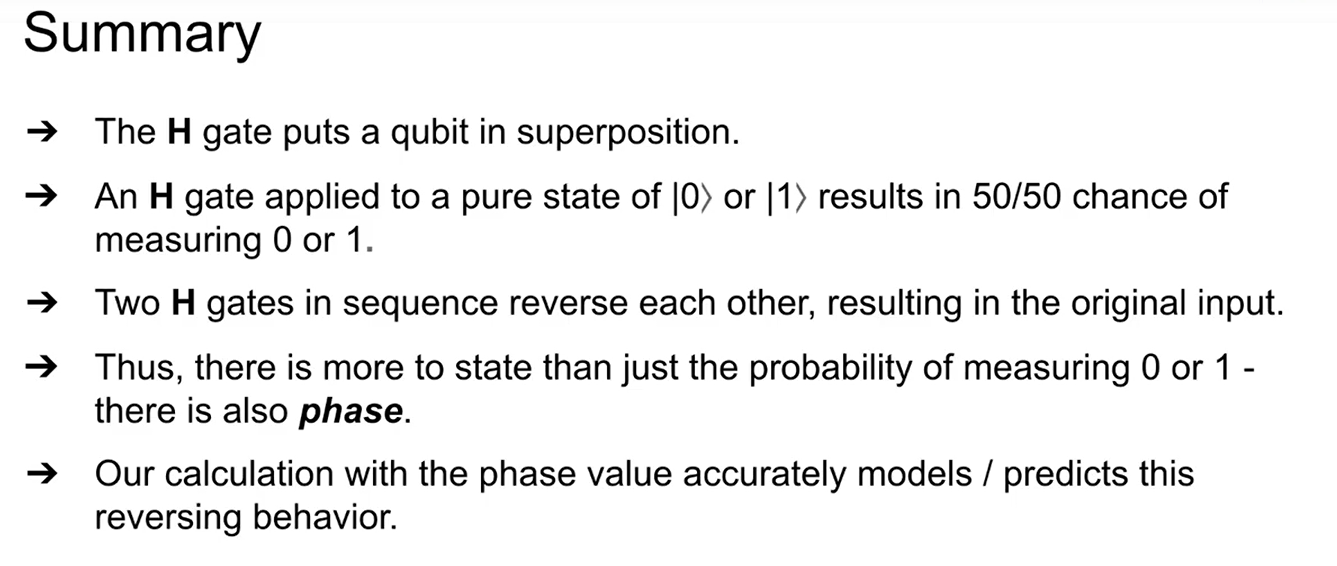 Summary
➔ The H gate puts a qubit in superposition.
➔ An H gate applied to a pure state of |0⟩ or |1⟩ results in 50/50 chance of
measuring 0 or 1.
➔ Two H gates in sequence reverse each other, resulting in the original input.
➔ Thus, there is more to state than just the probability of measuring 0 or 1 -
there is also phase.
➔ Our calculation with the phase value accurately models / predicts this
reversing behavior.